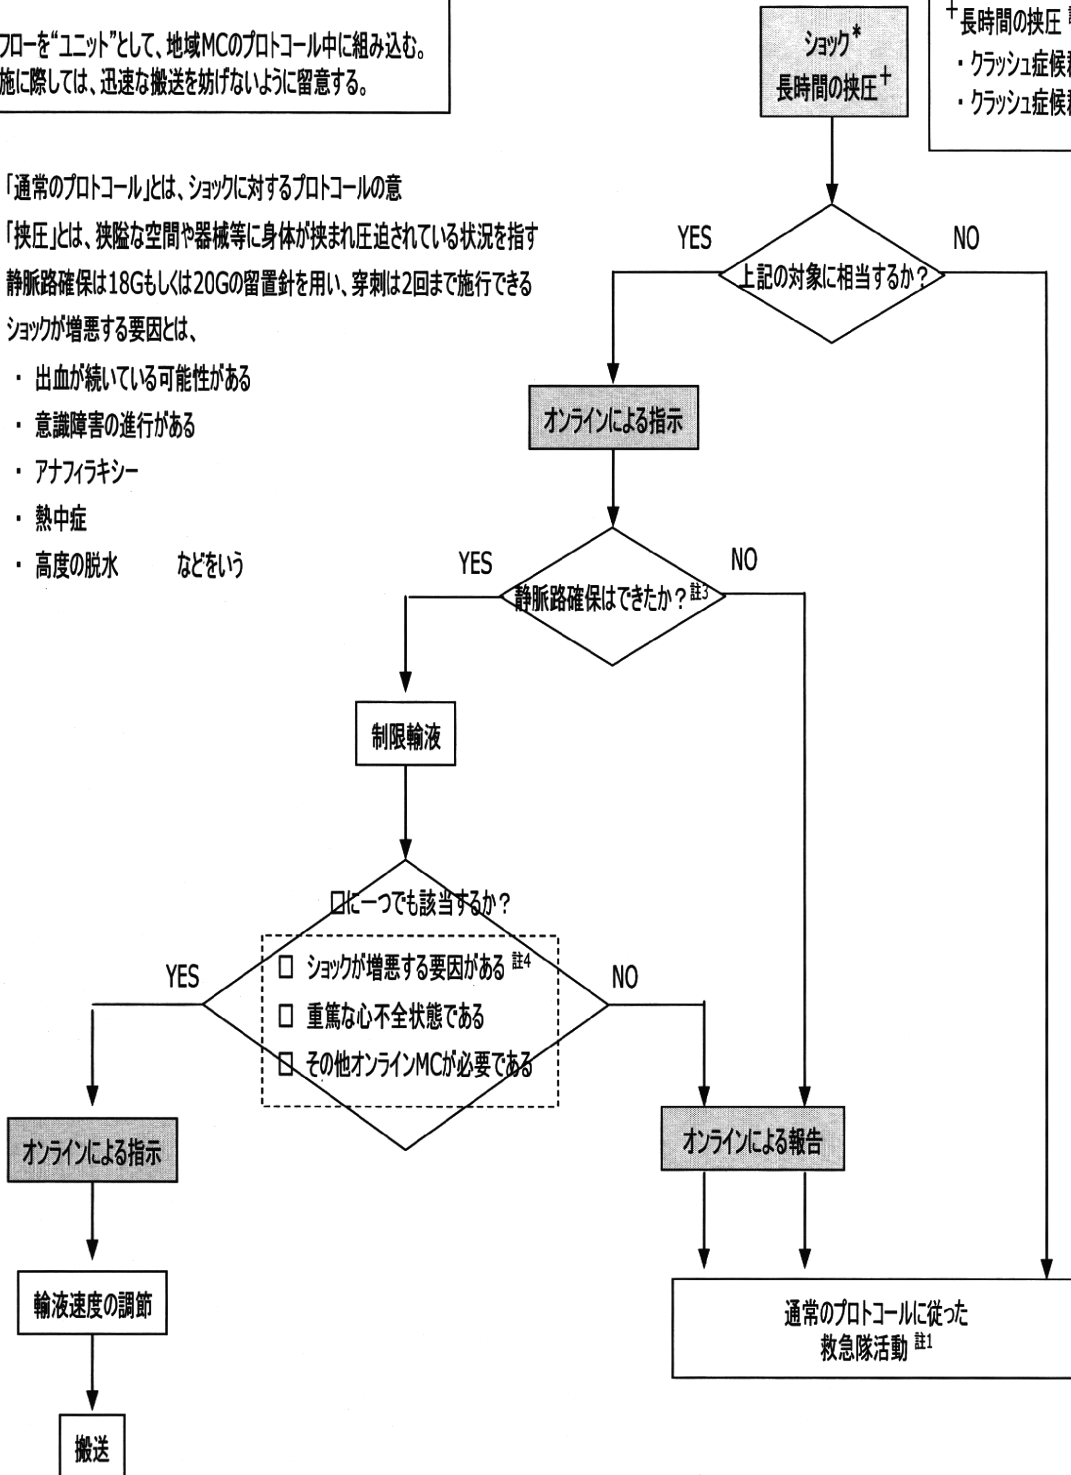 フローを“ユニット”として、地域MCのプロトコール中に組み込む。
施に際しては、迅速な搬送を妨げないように留意する。
ショック*
長時間の挟圧+
+長時間の挟圧
・クラッシュ症候
・クラッシュ症候
「通常のプロトコール」とは、ショックに対するプロトコールの意
「挟圧」とは、狭隘な空間や器械等に身体が挟まれ圧迫されている状況を指す
静脈路確保は18Gもしくは20Gの留置針を用い、穿刺は2回まで施行できる
ショックが増悪する要因とは、
・ 出血が続いている可能性がある
・ 意識障害の進行がある
・ アナフィラキシー
・ 熱中症
・ 高度の脱水 などをいう
YES
NO
上記の対象に相当するか？
オンラインによる指示
YES
NO
静脈路確保はできたか？註3
制限輸液
□に一つでも該当するか？
YES
NO
□ ショックが増悪する要因がある 註4
□ 重篤な心不全状態である
□ その他オンラインMCが必要である
オンラインによる指示
オンラインによる報告
輸液速度の調節
通常のプロトコールに従った
救急隊活動 註1
搬送